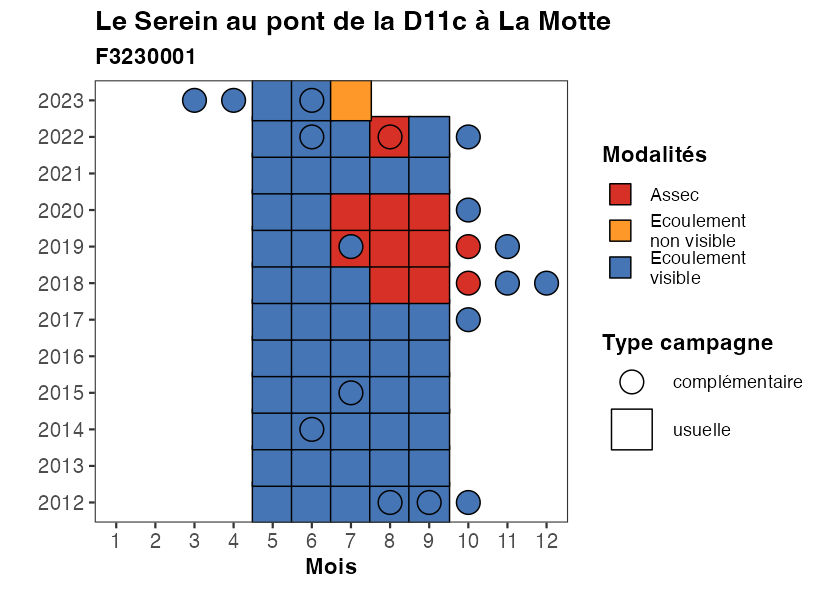 Le Serein au pont de la D11c à La Motte
F3230001
2023
2022
2021
2020
2019
2018
2017
2016
2015
2014
2013
2012
1 2 3 4 5 6 7 8 9 10 11 12
Mois
Modalités
Assec
Ecoulement
non visible
Ecoulement
visible
Type campagne
complémentaire
usuelle